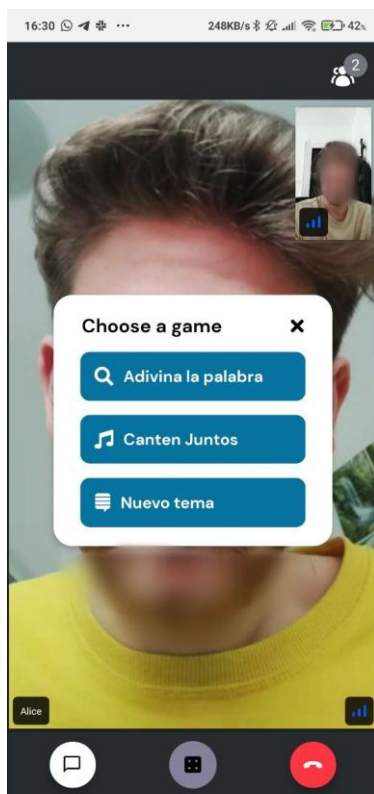 16:30 248KB/s 42%
2
Choose a game
Adivina la palabra
Canten Juntos
Nuevo tema
Alice